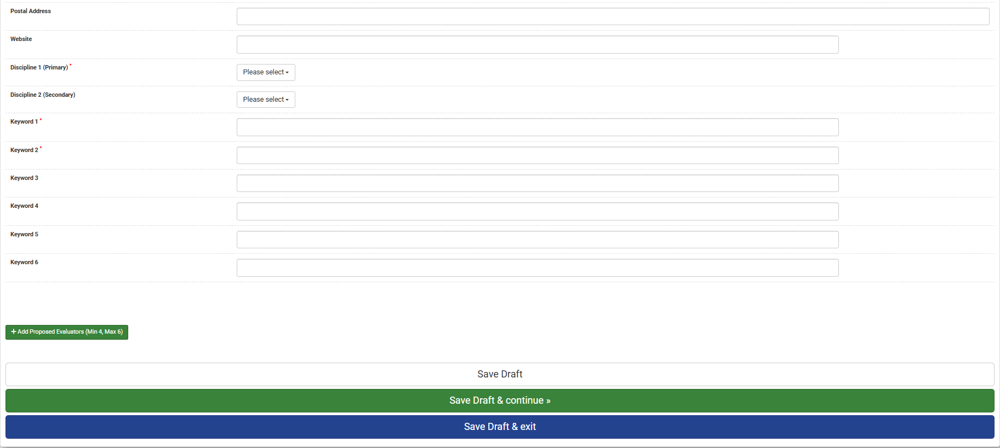 Postal Address
Website
Discipline 1 (Primary) *
Please select
Discipline 2 (Secondary)
Please select
Keyword 1 *
Keyword 2 *
Keyword 3
Keyword 4
Keyword 5
Keyword 6
+ Add Proposed Evaluators (Min 4, Max 6)
Save Draft
Save Draft & continue »
Save Draft & exit